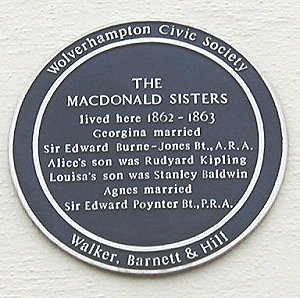 Wolverhampton Civic Society
THE
MACDONALD SISTERS
lived here 1862-1863
Georgina married
Sir Edward Burne-Jones Bt., A.R.A.
Alice's son was Rudyard Kipling
Louisa's son was Stanley Baldwin
Agnes married
Sir Edward Poynter Bt., P.R.A.
Walker, Barnett & Hill